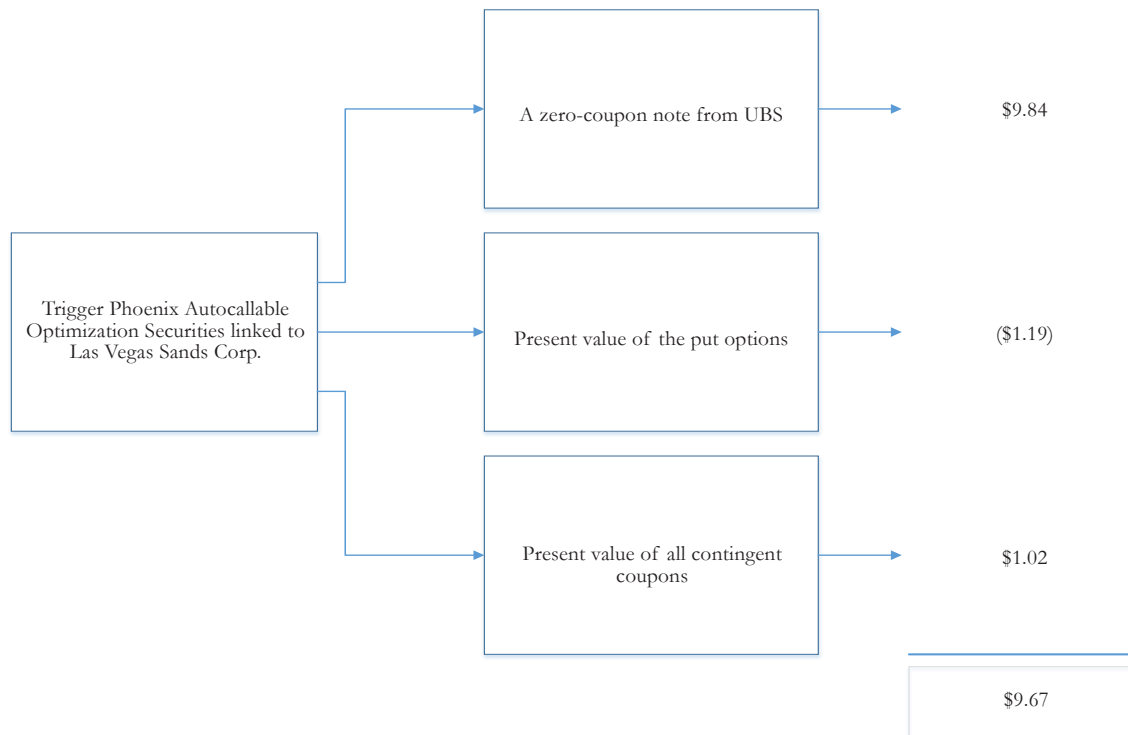 A zero-coupon note from UBS
$9.84
Trigger Phoenix Autocallable
Optimization Securities linked to
Las Vegas Sands Corp.
Present value of the put options
($1.19)
Present value of all contingent
coupons
$1.02
$9.67